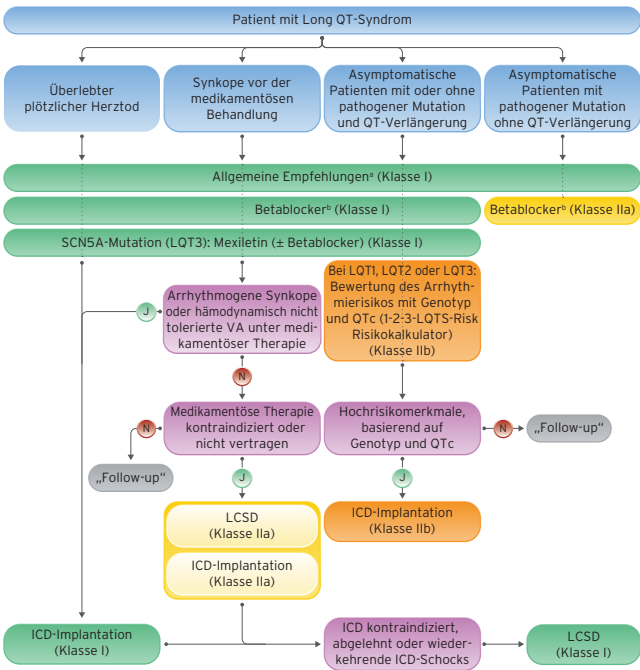 Patient mit Long QT-Syndrom
Überlebter
plötzlicher Herztod
Synkope vor der
medikamentösen
Behandlung
Asymptomatische
Patienten mit oder ohne
pathogener Mutation
und QT-Verlängerung
Asymptomatische
Patienten mit
pathogener Mutation
ohne QT-Verlängerung
Allgemeine Empfehlungenᵃ (Klasse I)
Betablockerᵇ (Klasse I)
Betablockerᵇ (Klasse IIa)
SCN5A-Mutation (LQT3): Mexiletin (± Betablocker) (Klasse I)
J
Arrhythmogene Synkope
oder hämodynamisch nicht
tolerierte VA unter medi-
kamentöser Therapie
Bei LQT1, LQT2 oder LQT3:
Bewertung des Arrhyth-
mierisikos mit Genotyp
und QTc (1-2-3-LQTS-Risk
Risikokalkulator)
(Klasse IIb)
N
N
Medikamentöse Therapie
kontraindiziert oder
nicht vertragen
Hochrisikomerkmale,
basierend auf
Genotyp und QTc
N
„Follow-up“
„Follow-up“
J
J
LCSD
(Klasse IIa)
ICD-Implantation
(Klasse IIa)
ICD-Implantation
(Klasse IIb)
ICD-Implantation
(Klasse I)
ICD kontraindiziert,
abgelehnt oder wieder-
kehrende ICD-Schocks
LCSD
(Klasse I)